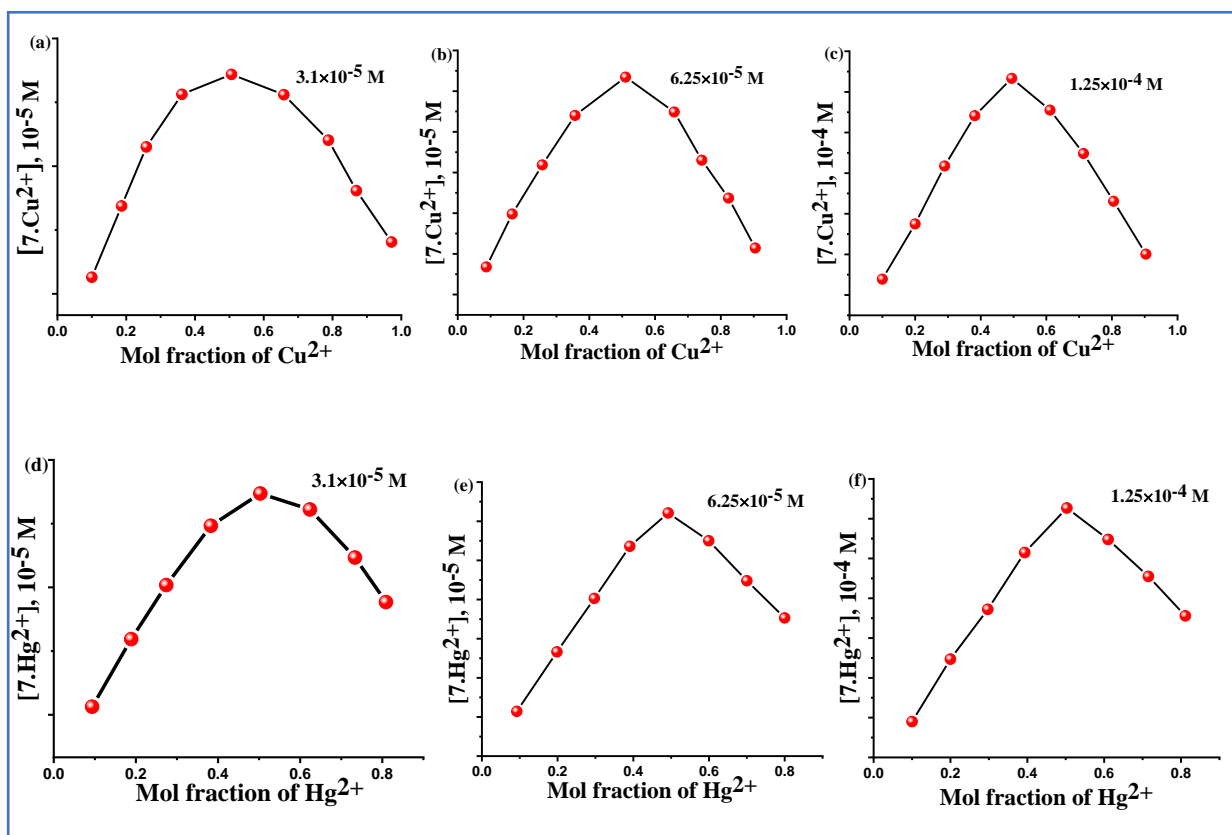 (a)
3.1×10⁻⁵ M
[7.Cu²⁺], 10⁻⁵ M
0.0 0.2 0.4 0.6 0.8 1.0
Mol fraction of Cu²⁺
(b)
6.25×10⁻⁵ M
[7.Cu²⁺], 10⁻⁵ M
0.0 0.2 0.4 0.6 0.8 1.0
Mol fraction of Cu²⁺
(c)
1.25×10⁻⁴ M
[7.Cu²⁺], 10⁻⁴ M
0.0 0.2 0.4 0.6 0.8 1.0
Mol fraction of Cu²⁺
(d)
3.1×10⁻⁵ M
[7.Hg²⁺], 10⁻⁵ M
0.0 0.2 0.4 0.6 0.8
Mol fraction of Hg²⁺
(e)
6.25×10⁻⁵ M
[7.Hg²⁺], 10⁻⁵ M
0.0 0.2 0.4 0.6 0.8
Mol fraction of Hg²⁺
(f)
1.25×10⁻⁴ M
[7.Hg²⁺], 10⁻⁴ M
0.0 0.2 0.4 0.6 0.8
Mol fraction of Hg²⁺